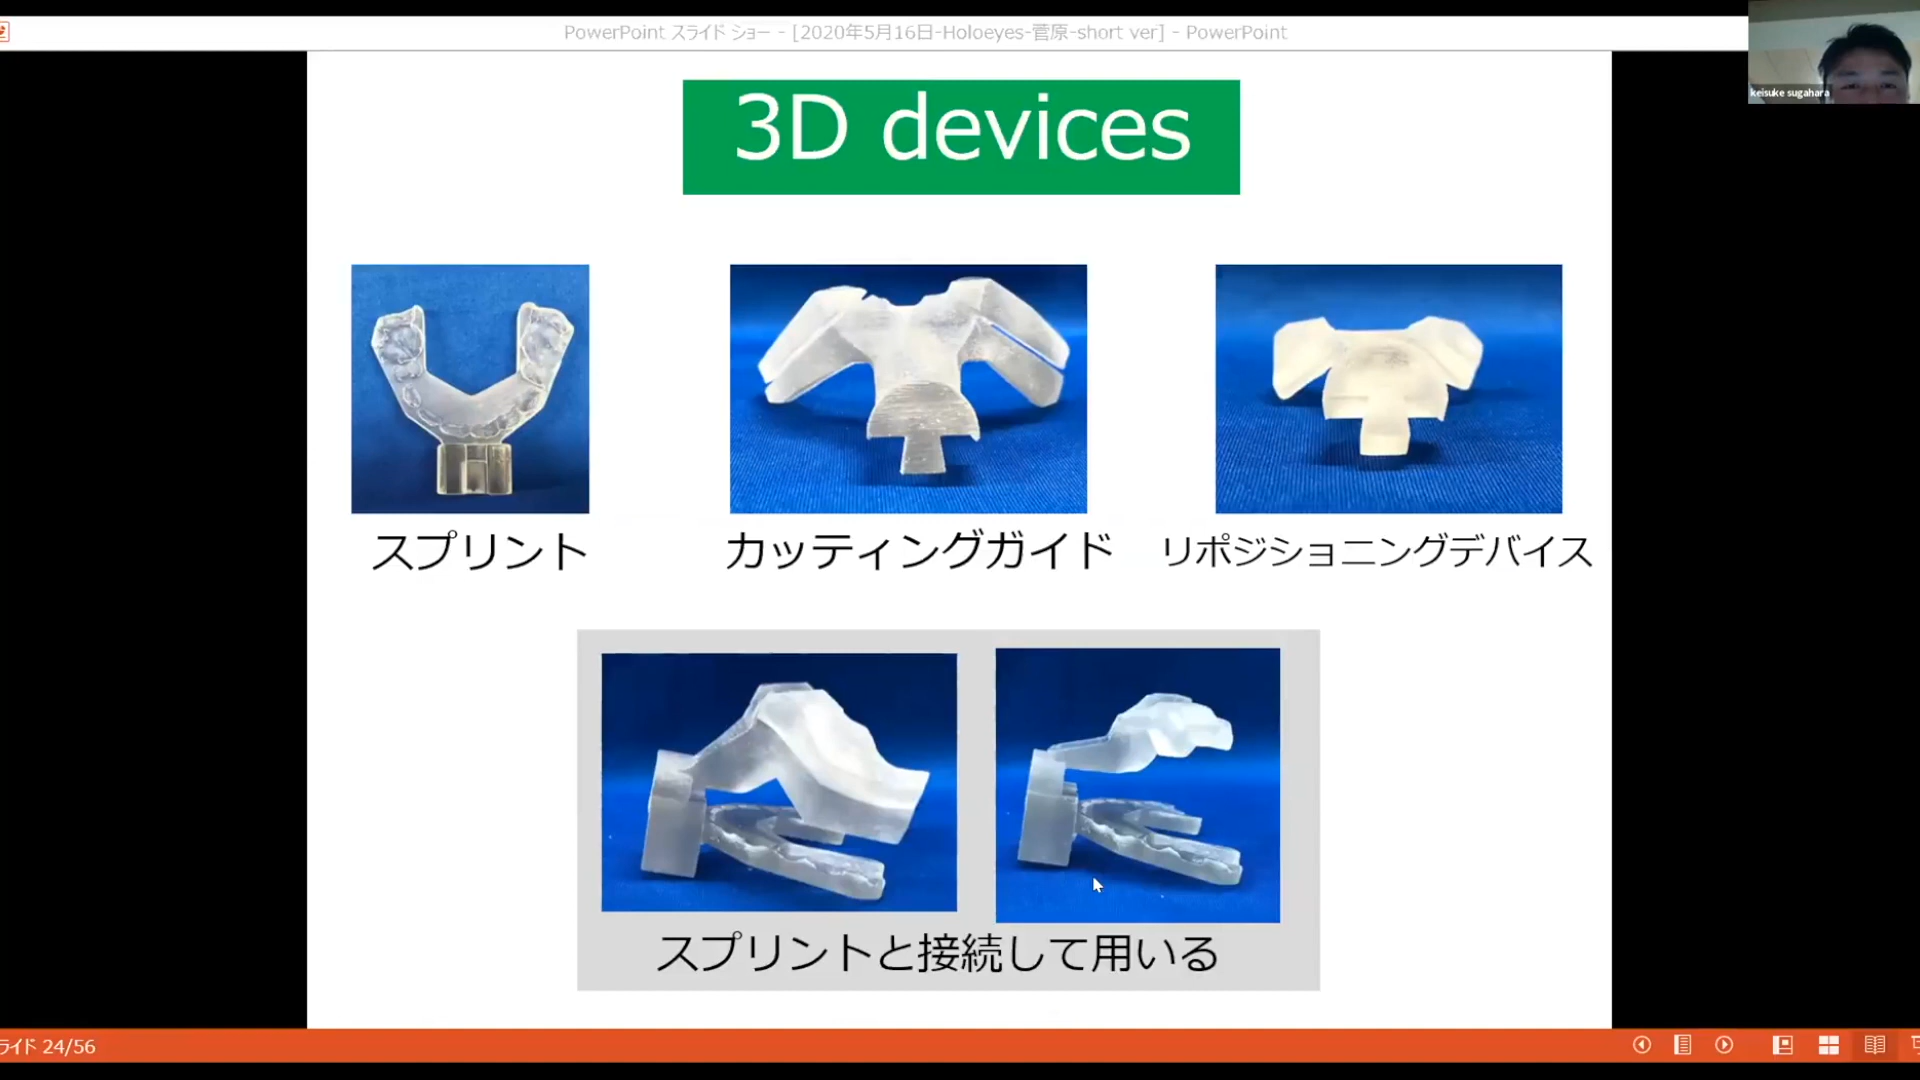 PowerPoint スライド ショー - [2020年5月16日-Holoeyes-菅原-short ver] - PowerPoint
keisuke sugahara
3D devices
スプリント
カッティングガイド
リポジショニングデバイス
スプリントと接続して用いる
ライド 24/56